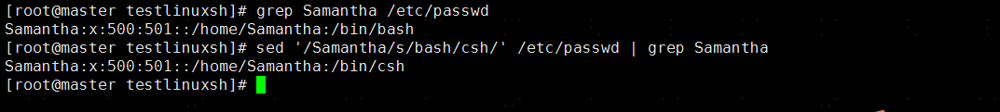 [root@master testlinuxsh]# grep Samantha /etc/passwd
Samantha:x:500:501::/home/Samantha:/bin/bash
[root@master testlinuxsh]# sed '/Samantha/s/bash/csh/' /etc/passwd | grep Samantha
Samantha:x:500:501::/home/Samantha:/bin/csh
[root@master testlinuxsh]#